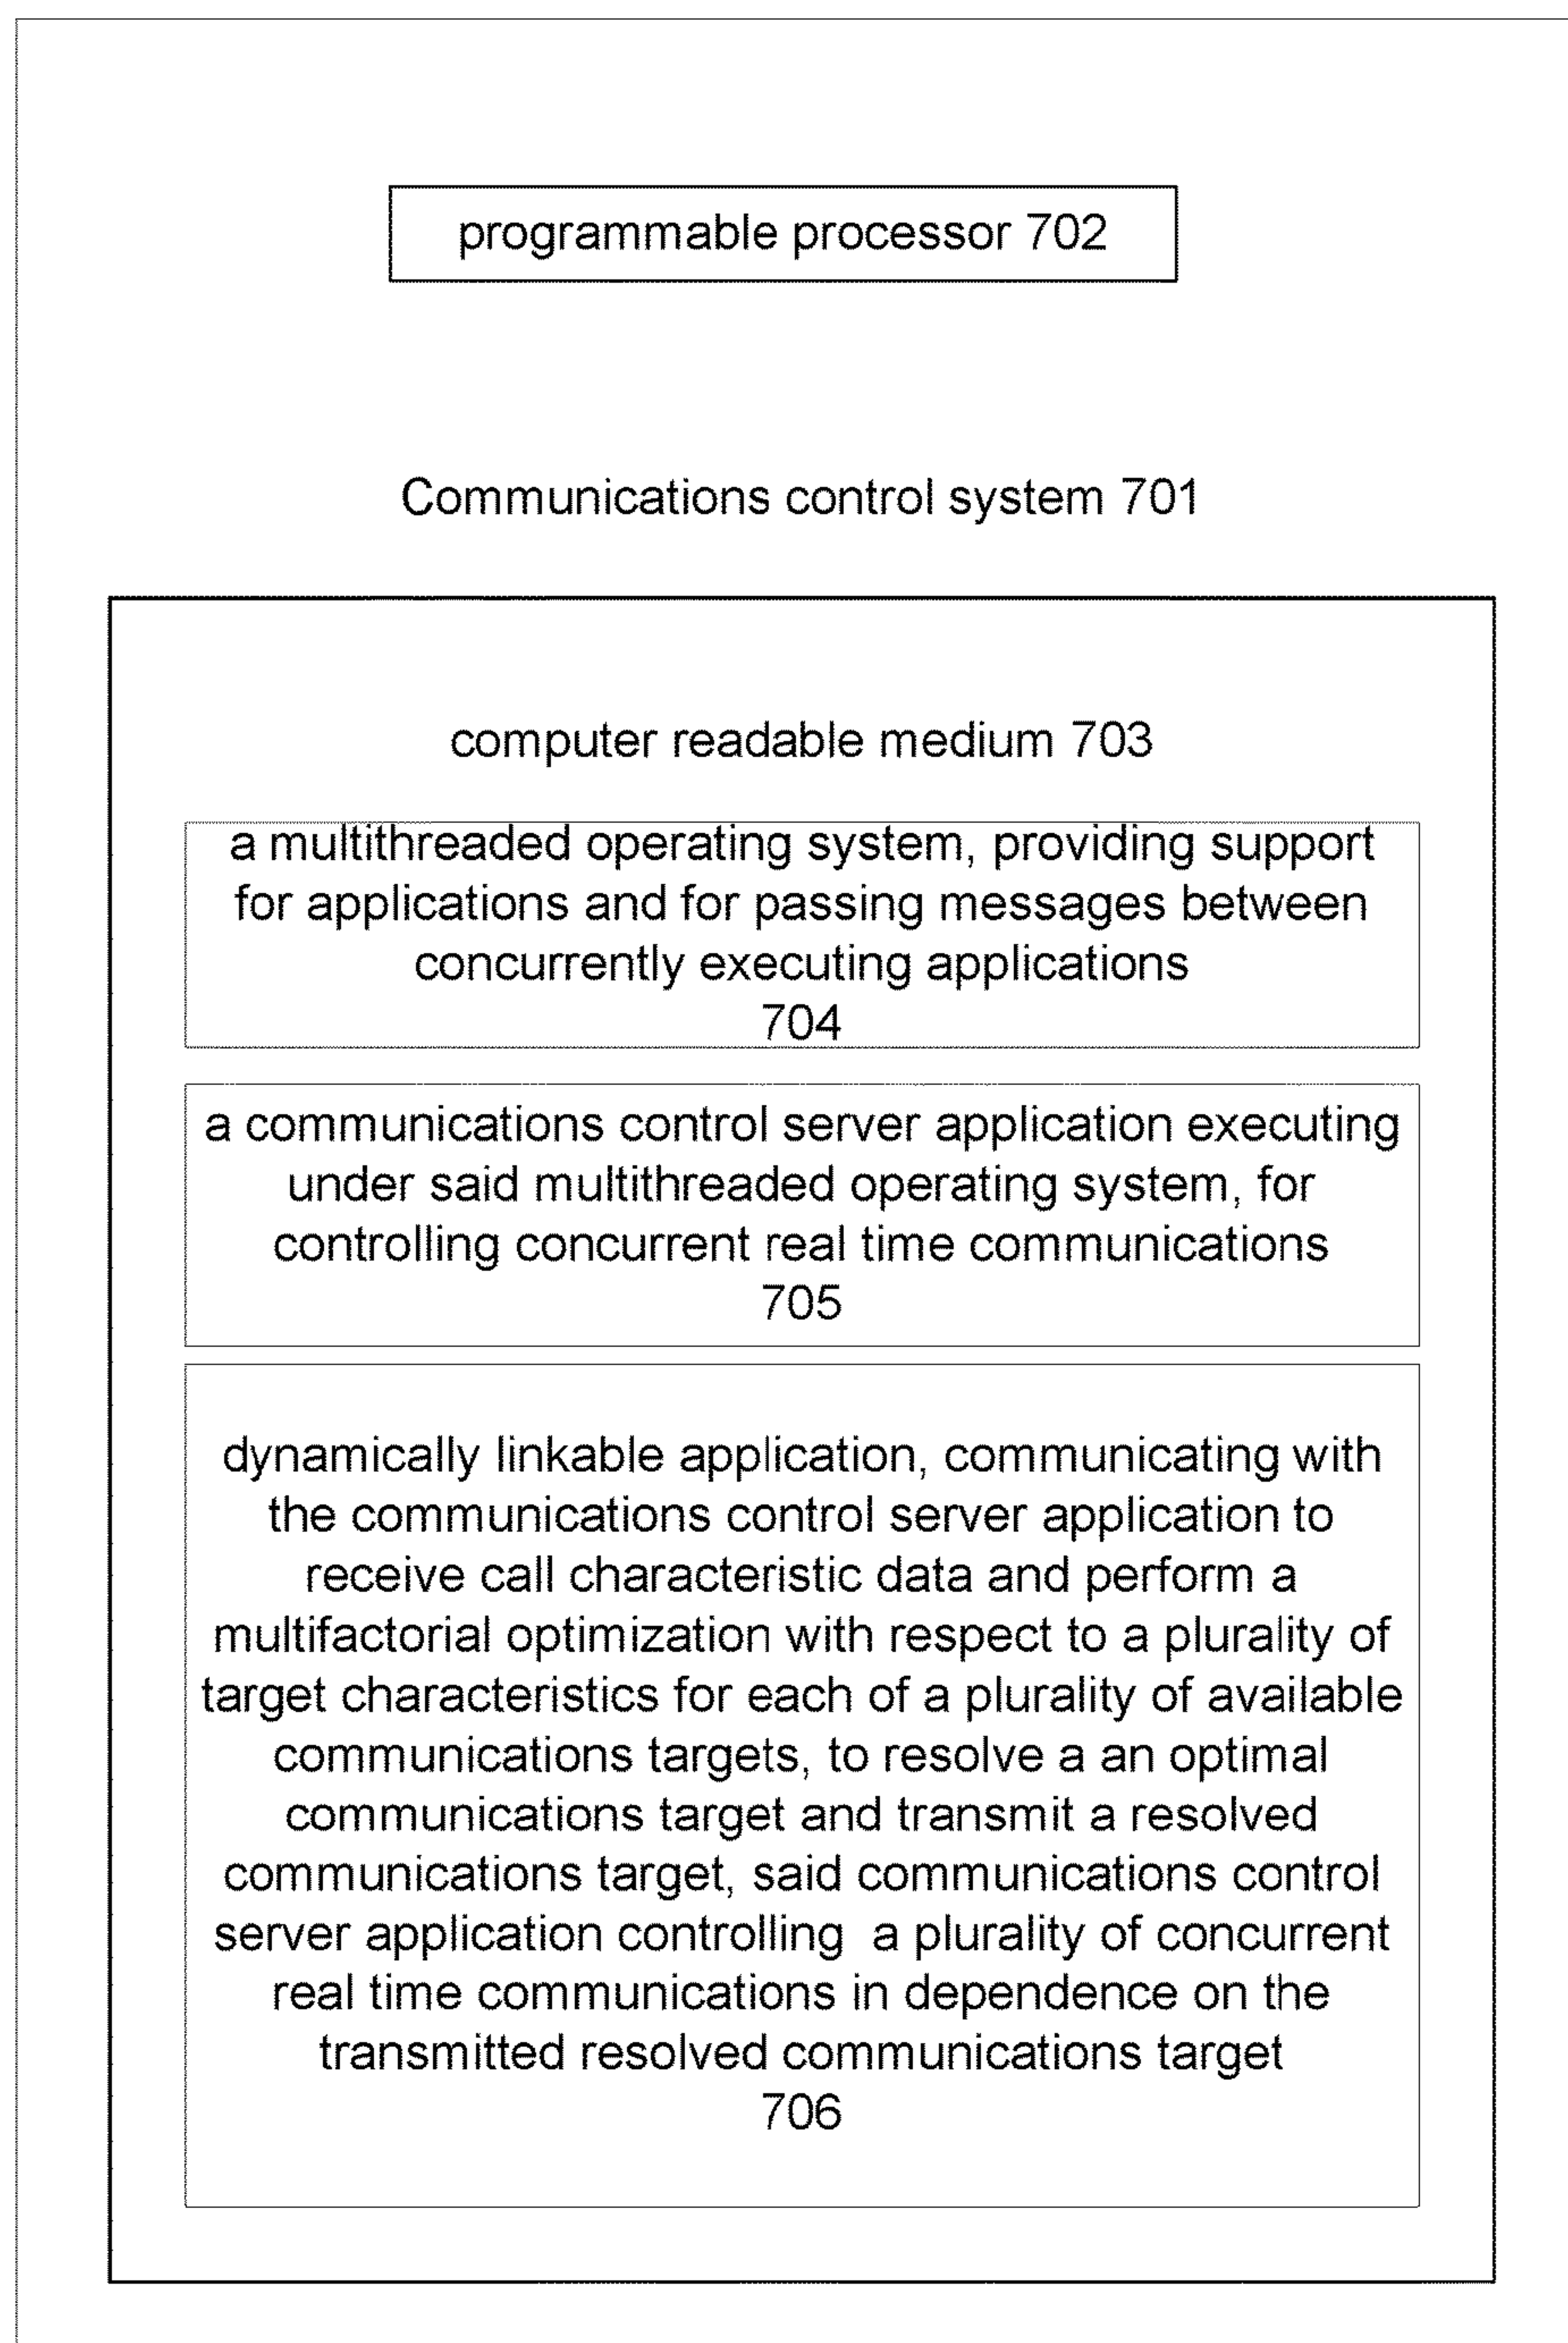 programmable processor 702
Communications control system 701
computer readable medium 703
a multithreaded operating system, providing support
for applications and for passing messages between
concurrently executing applications
704
a communications control server application executing
under said multithreaded operating system, for
controlling concurrent real time communications
705
dynamically linkable application, communicating with
the communications control server application to
receive call characteristic data and perform a
multifactorial optimization with respect to a plurality of
target characteristics for each of a plurality of available
communications targets, to resolve a an optimal
communications target and transmit a resolved
communications target, said communications control
server application controlling  a plurality of concurrent
real time communications in dependence on the
transmitted resolved communications target
706